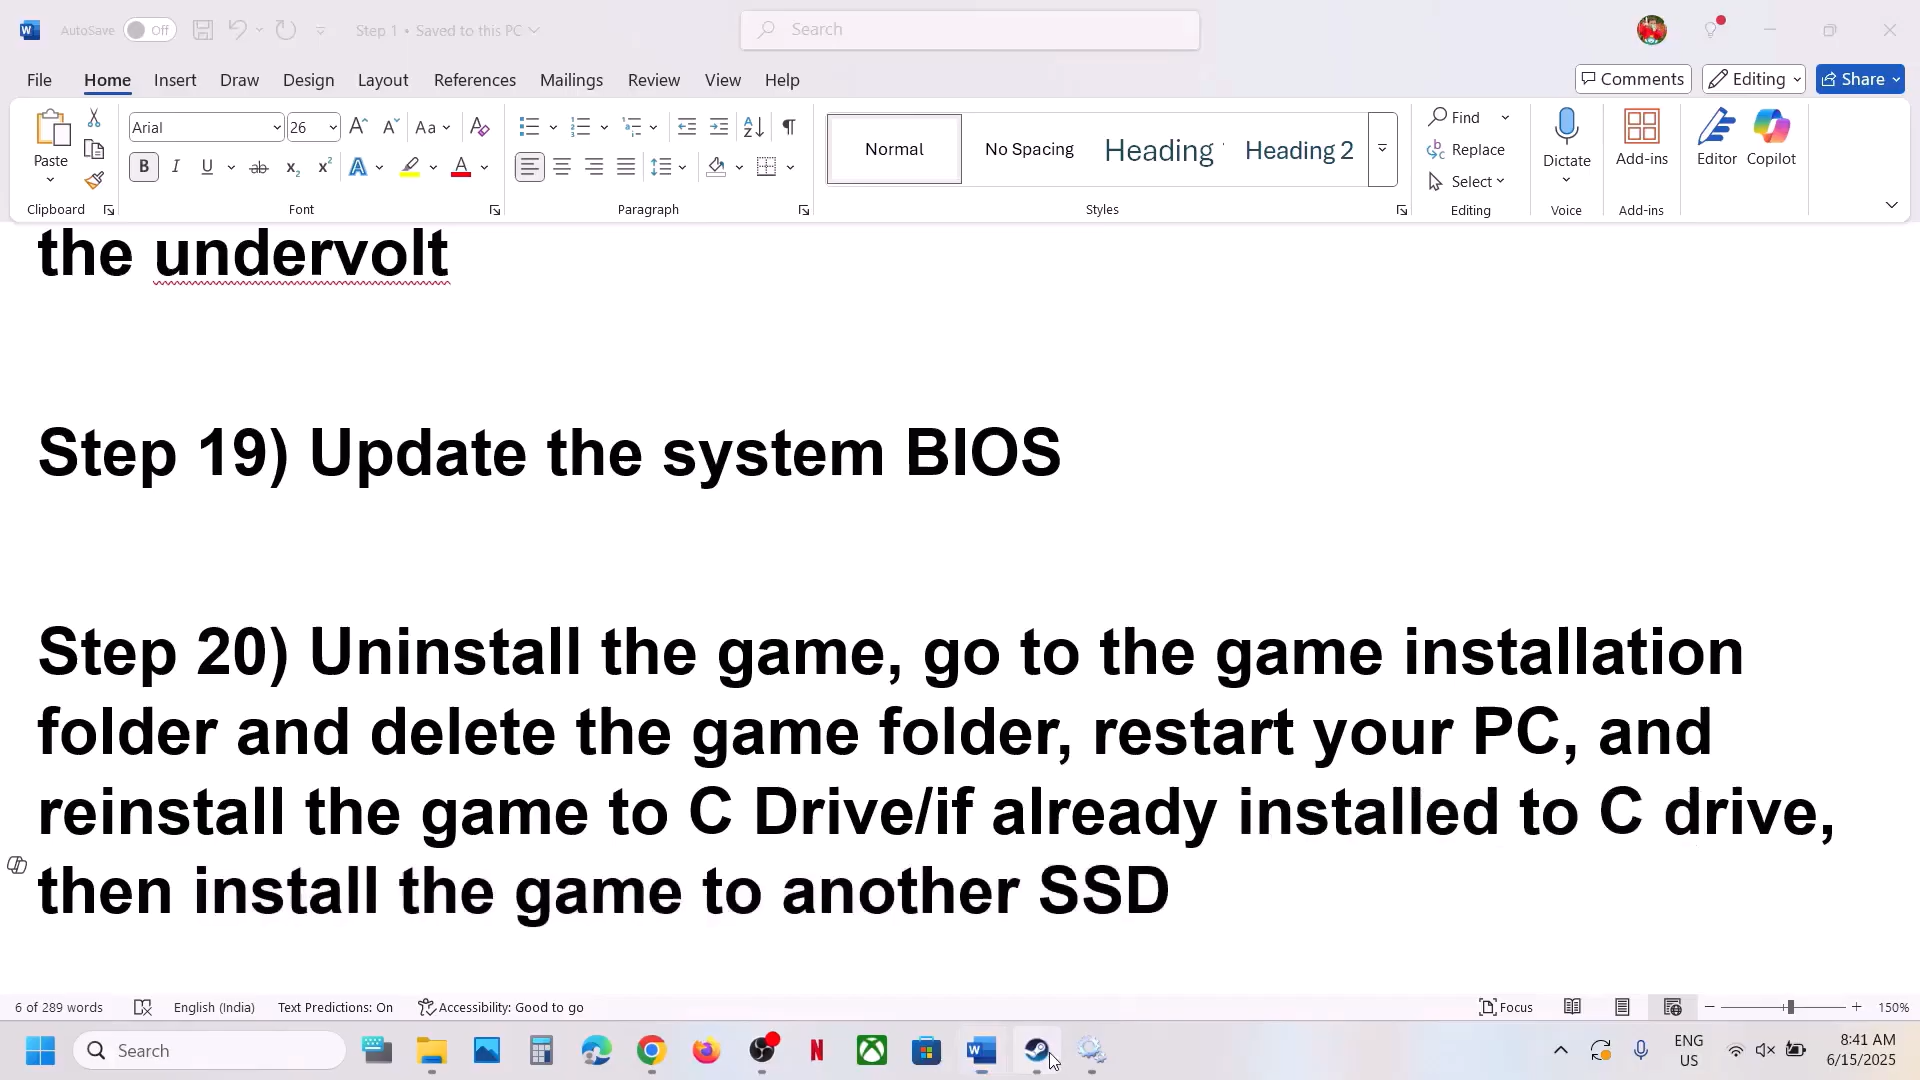 AutoSave Off Step 1 • Saved to this PC Search
File Home Insert Draw Design Layout References Mailings Review View Help Comments Editing Share
Paste Arial 26 Aa Normal No Spacing Heading Heading 2 Find Replace Select Dictate Add-ins Editor Copilot
Clipboard Font Paragraph Styles Editing Voice Add-ins
the undervolt
Step 19) Update the system BIOS
Step 20) Uninstall the game, go to the game installation
folder and delete the game folder, restart your PC, and
reinstall the game to C Drive/if already installed to C drive,
then install the game to another SSD
6 of 289 words English (India) Text Predictions: On Accessibility: Good to go Focus 150%
Search ENG US 8:41 AM 6/15/2025